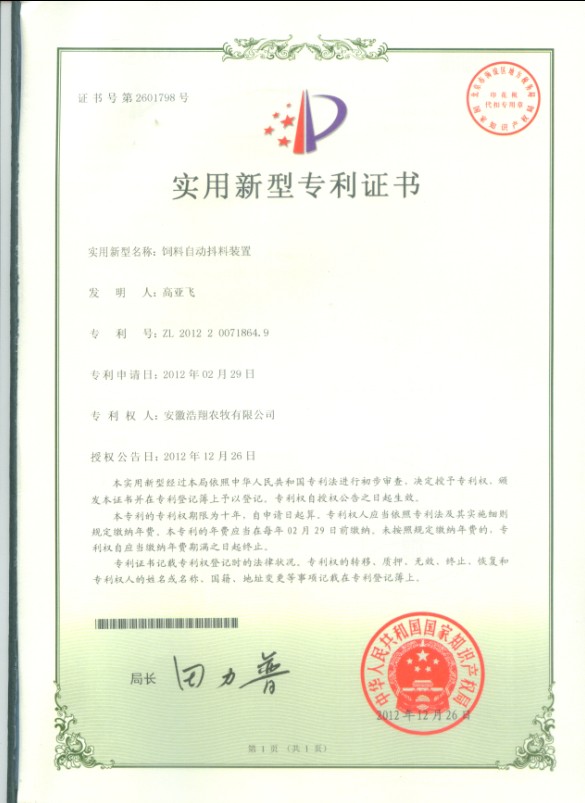 证书号第2601798号
印花税
代扣专用章
国家知识产权局
实用新型专利证书
实用新型名称：饲料自动抖料装置
发明人：高亚飞
专利号：ZL 2012 2 0071864.9
专利申请日：2012年02月29日
专利权人：安徽浩翔农牧有限公司
授权公告日：2012年12月26日
本实用新型经过本局依照中华人民共和国专利法进行初步审查，决定授予专利权，颁
发本证书并在专利登记簿上予以登记。专利权自授权公告之日起生效。
本专利的专利权期限为十年，自申请日起算。专利权人应当依照专利法及其实施细则
规定缴纳年费。本专利的年费应当在每年02月29日前缴纳。未按照规定缴纳年费的，专
利权自应当缴纳年费期满之日起终止。
专利证书记载专利权登记时的法律状况。专利权的转移、质押、无效、终止、恢复和
专利权人的姓名或名称、国籍、地址变更等事项记载在专利登记簿上。
局长
田力普
中华人民共和国国家知识产权局
2012年12月26日
第1页（共1页）